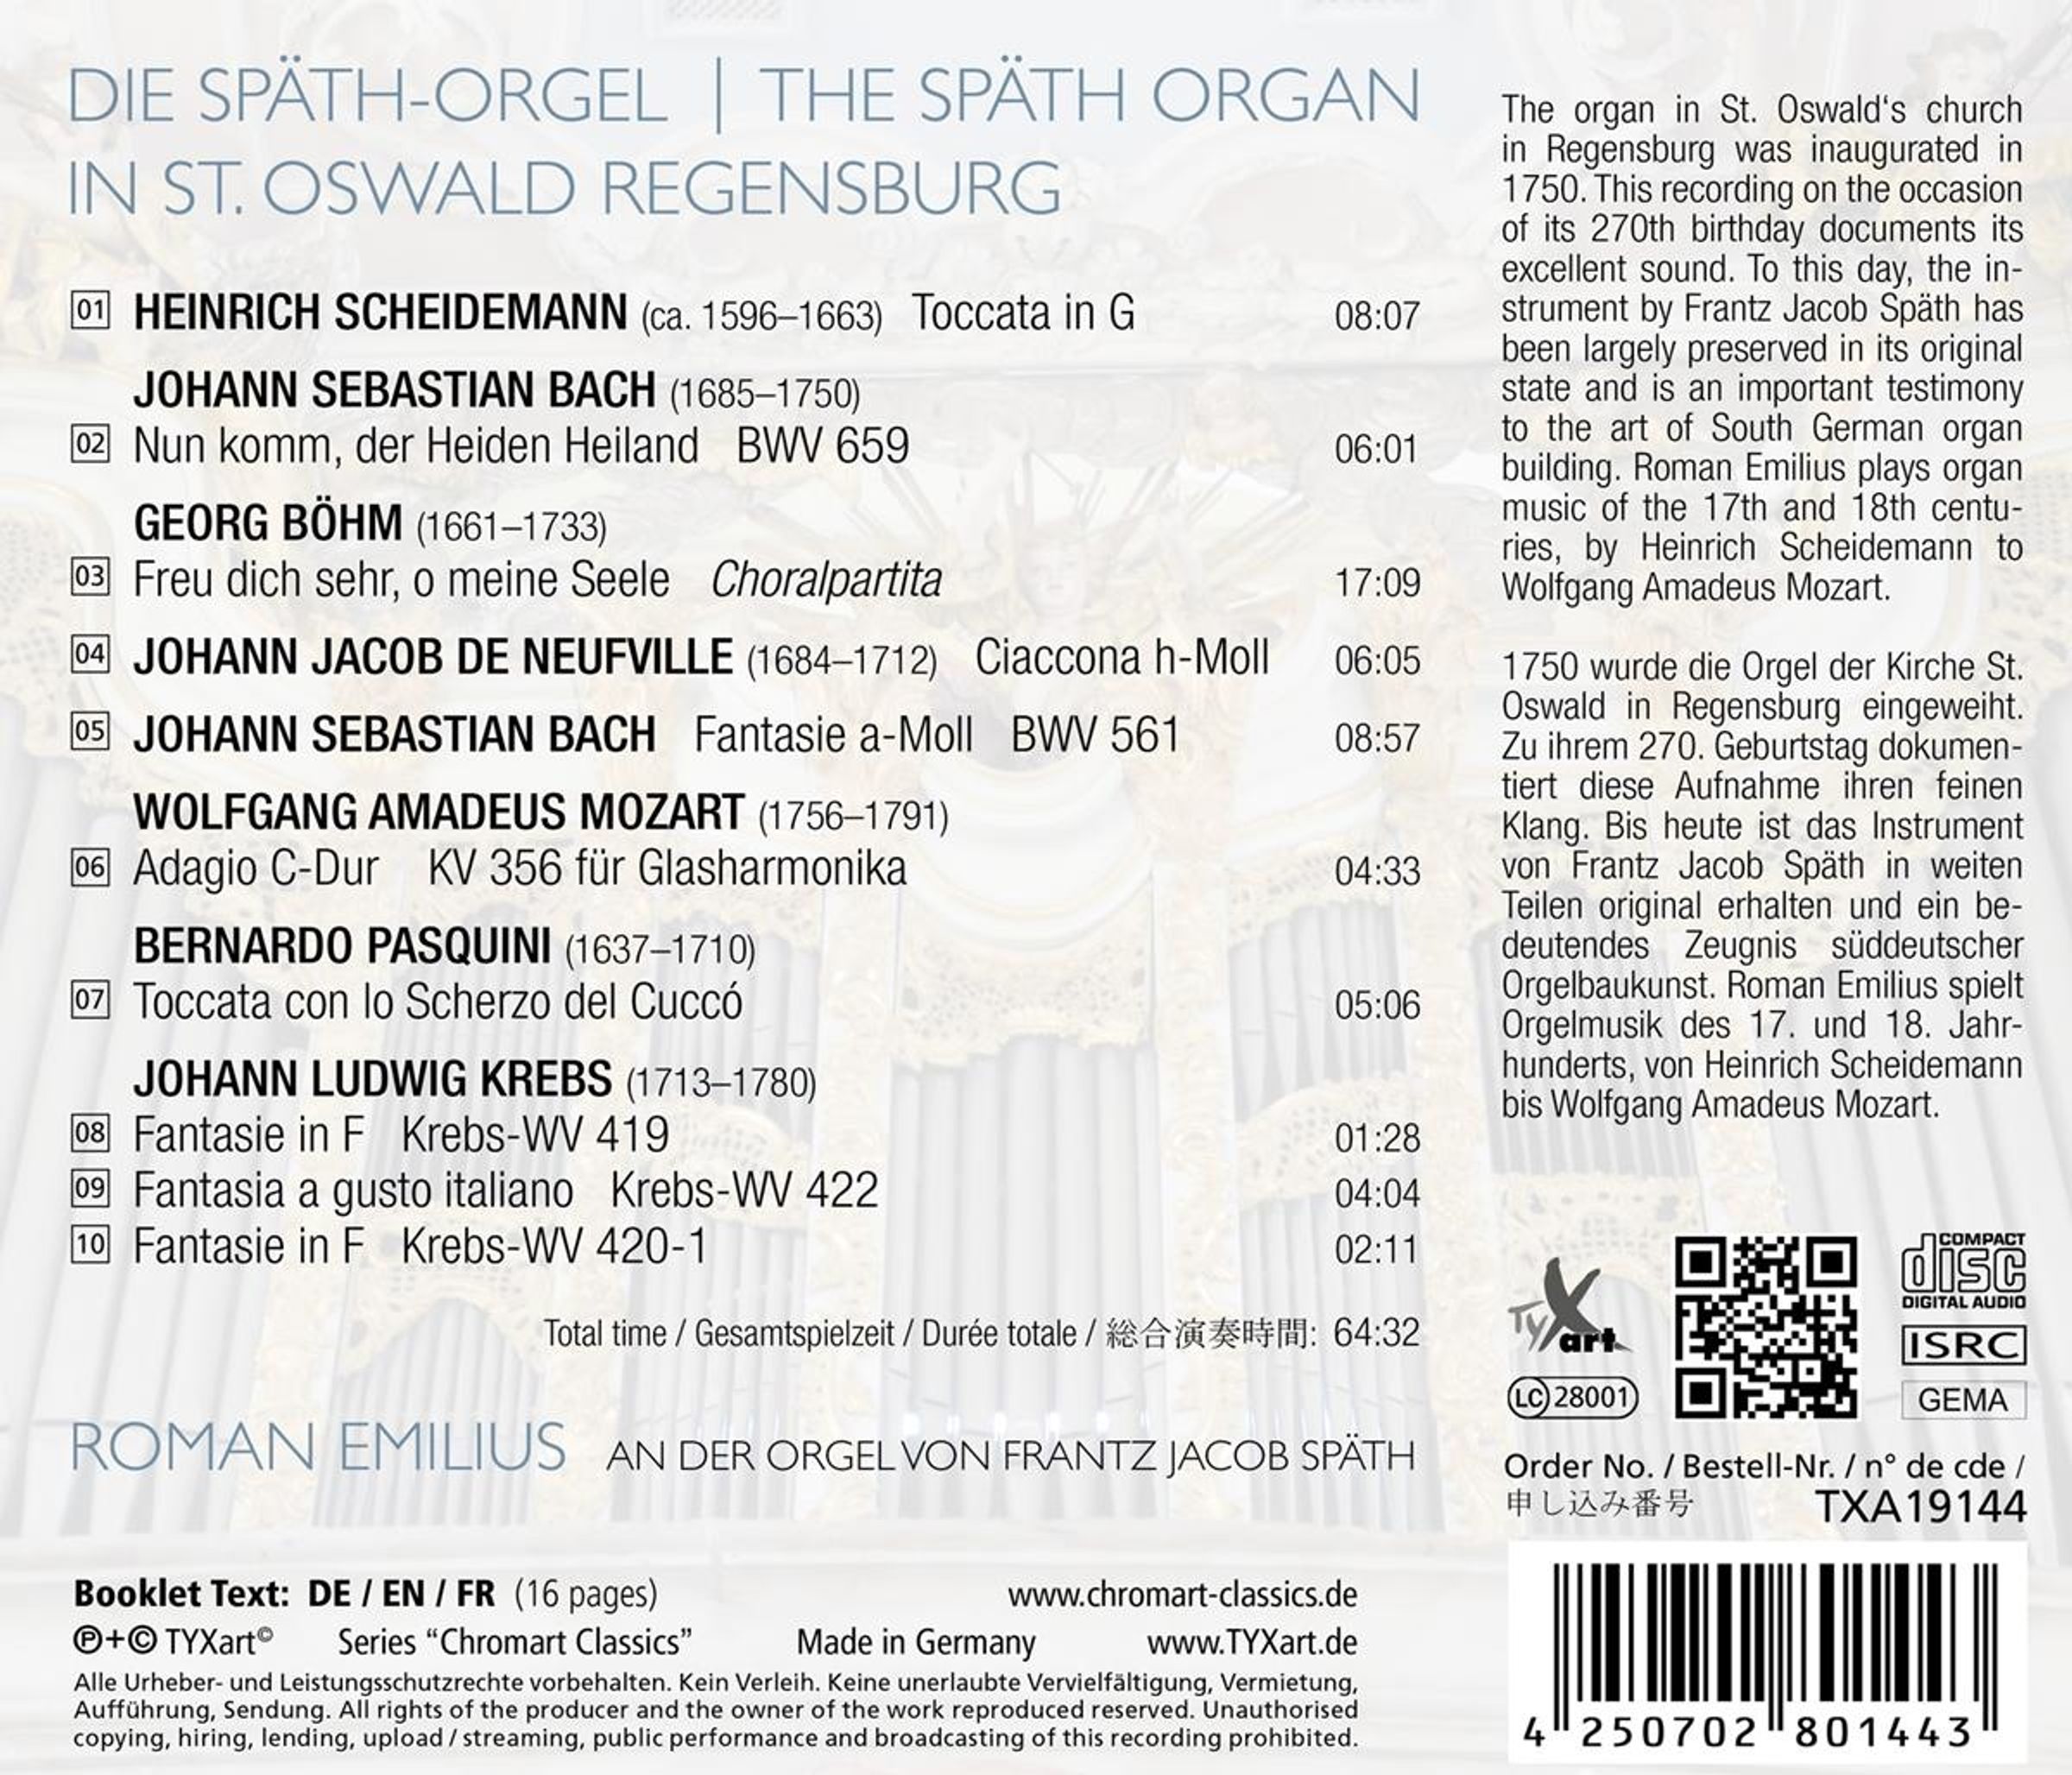 DIE SPÄTH-ORGEL | THE SPÄTH ORGAN
IN ST. OSWALD REGENSBURG
01 HEINRICH SCHEIDEMANN (ca. 1596–1663) Toccata in G 08:07
JOHANN SEBASTIAN BACH (1685–1750)
02 Nun komm, der Heiden Heiland BWV 659 06:01
GEORG BÖHM (1661–1733)
03 Freu dich sehr, o meine Seele Choralpartita 17:09
04 JOHANN JACOB DE NEUFVILLE (1684–1712) Ciaccona h-Moll 06:05
05 JOHANN SEBASTIAN BACH Fantasie a-Moll BWV 561 08:57
WOLFGANG AMADEUS MOZART (1756–1791)
06 Adagio C-Dur KV 356 für Glasharmonika 04:33
BERNARDO PASQUINI (1637–1710)
07 Toccata con lo Scherzo del Cuccó 05:06
JOHANN LUDWIG KREBS (1713–1780)
08 Fantasie in F Krebs-WV 419 01:28
09 Fantasia a gusto italiano Krebs-WV 422 04:04
10 Fantasie in F Krebs-WV 420-1 02:11
Total time / Gesamtspielzeit / Durée totale / 総合演奏時間: 64:32
ROMAN EMILIUS AN DER ORGEL VON FRANTZ JACOB SPÄTH
Booklet Text: DE / EN / FR (16 pages) www.chromart-classics.de
℗+© TYXart© Series “Chromart Classics” Made in Germany www.TYXart.de
Alle Urheber- und Leistungsschutzrechte vorbehalten. Kein Verleih. Keine unerlaubte Vervielfältigung, Vermietung,
Aufführung, Sendung. All rights of the producer and the owner of the work reproduced reserved. Unauthorised
copying, hiring, lending, upload / streaming, public performance and broadcasting of this recording prohibited.
The organ in St. Oswald‘s church
in Regensburg was inaugurated in
1750. This recording on the occasion
of its 270th birthday documents its
excellent sound. To this day, the in-
strument by Frantz Jacob Späth has
been largely preserved in its original
state and is an important testimony
to the art of South German organ
building. Roman Emilius plays organ
music of the 17th and 18th centu-
ries, by Heinrich Scheidemann to
Wolfgang Amadeus Mozart.
1750 wurde die Orgel der Kirche St.
Oswald in Regensburg eingeweiht.
Zu ihrem 270. Geburtstag dokumen-
tiert diese Aufnahme ihren feinen
Klang. Bis heute ist das Instrument
von Frantz Jacob Späth in weiten
Teilen original erhalten und ein be-
deutendes Zeugnis süddeutscher
Orgelbaukunst. Roman Emilius spielt
Orgelmusik des 17. und 18. Jahr-
hunderts, von Heinrich Scheidemann
bis Wolfgang Amadeus Mozart.
TyXart
LC 28001
COMPACT
disc
DIGITAL AUDIO
ISRC
GEMA
Order No. / Bestell-Nr. / n° de cde /
申し込み番号 TXA19144
4 250702 801443